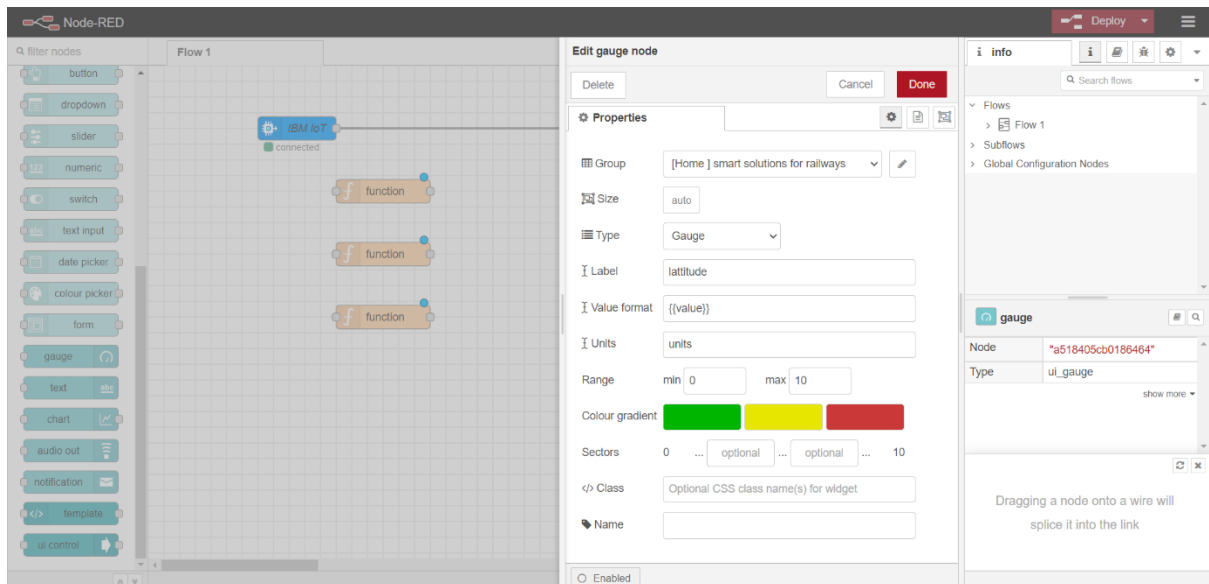 Node-RED
Deploy
filter nodes
button
dropdown
slider
123 numeric
switch
abc text input
date picker
colour picker
form
gauge
text abc
chart
audio out
notification
</> template
ui control
Flow 1
IBM IoT
connected
f function
f function
f function
Edit gauge node
Delete Cancel Done
Properties
Group [Home ] smart solutions for railways
Size auto
Type Gauge
Label lattitude
Value format {{value}}
Units units
Range min 0 max 10
Colour gradient
Sectors 0 ... optional ... optional ... 10
</> Class Optional CSS class name(s) for widget
Name
Enabled
i info i
Search flows
Flows
Flow 1
Subflows
Global Configuration Nodes
gauge
Node "a518405cb0186464"
Type ui_gauge
show more
Dragging a node onto a wire will
splice it into the link